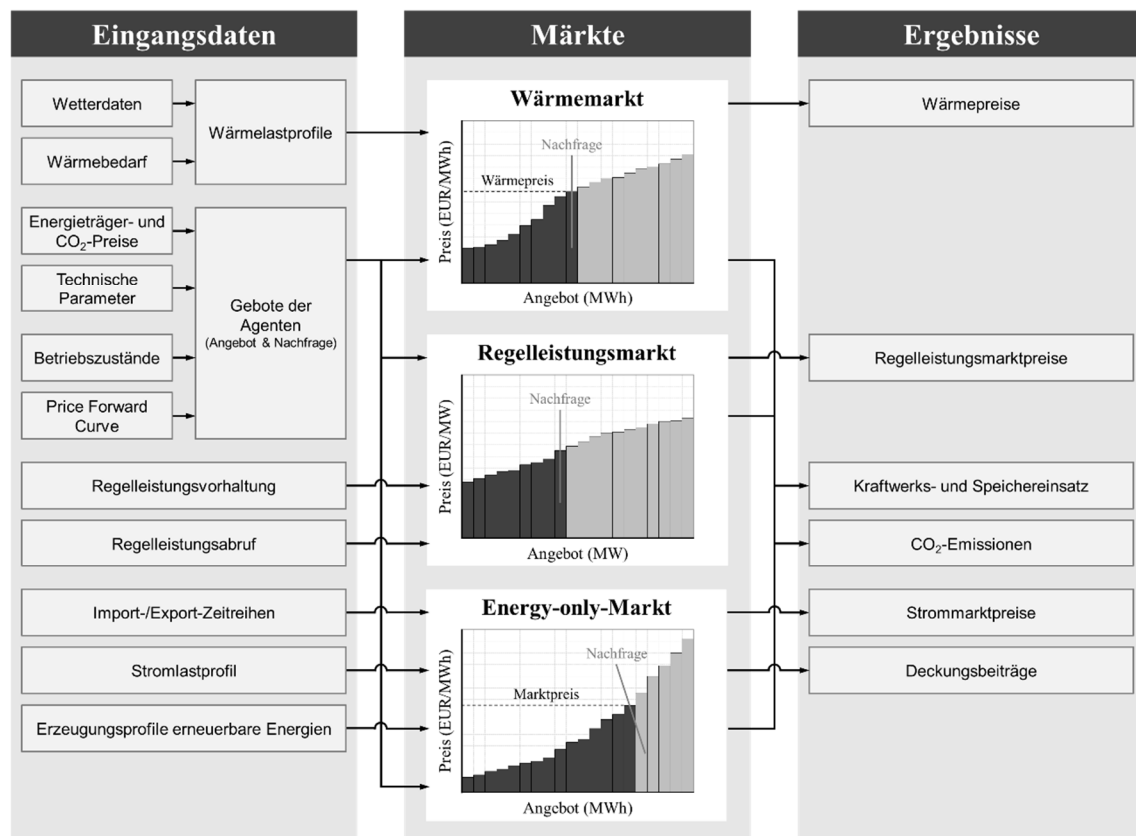 Eingangsdaten
Wetterdaten
Wärmebedarf
Wärmelastprofile
Energieträger- und
CO₂-Preise
Technische
Parameter
Betriebszustände
Price Forward
Curve
Gebote der
Agenten
(Angebot & Nachfrage)
Regelleistungsvorhaltung
Regelleistungsabruf
Import-/Export-Zeitreihen
Stromlastprofil
Erzeugungsprofile erneuerbare Energien
Märkte
Wärmemarkt
Preis (EUR/MWh)
Nachfrage
Wärmepreis
Angebot (MWh)
Regelleistungsmarkt
Preis (EUR/MW)
Nachfrage
Angebot (MW)
Energy-only-Markt
Preis (EUR/MWh)
Nachfrage
Marktpreis
Angebot (MWh)
Ergebnisse
Wärmepreise
Regelleistungsmarktpreise
Kraftwerks- und Speichereinsatz
CO₂-Emissionen
Strommarktpreise
Deckungsbeiträge